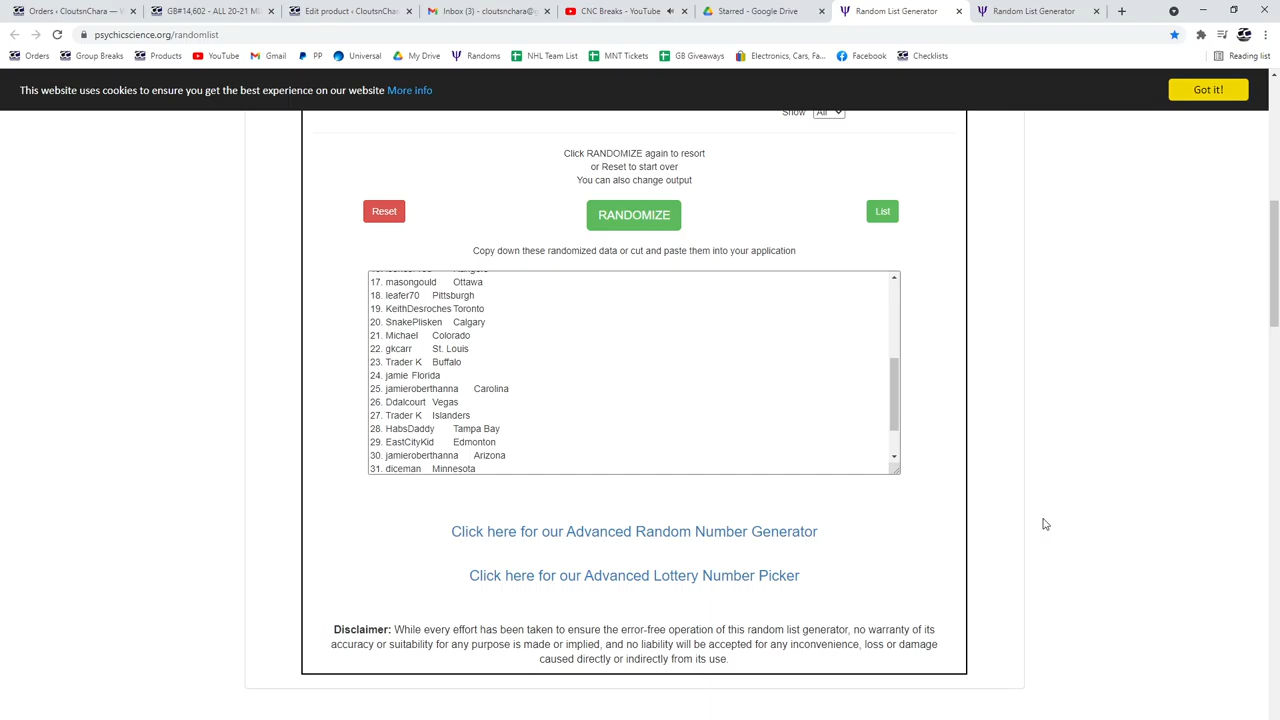 Orders ‹ CloutsnChara — W
GB#14,602 - ALL 20-21 MI
Edit product ‹ CloutsnChara
Inbox (3) - cloutsnchara@g
CNC Breaks - YouTube
Starred - Google Drive
Random List Generator
Random List Generator
psychicscience.org/randomlist
Orders
Group Breaks
Products
YouTube
Gmail
PP
Universal
My Drive
Randoms
NHL Team List
MNT Tickets
GB Giveaways
Electronics, Cars, Fa...
Facebook
Checklists
Reading list
This website uses cookies to ensure you get the best experience on our website More info
Got it!
Show All
Click RANDOMIZE again to resort
or Reset to start over
You can also change output
Reset
RANDOMIZE
List
Copy down these randomized data or cut and paste them into your application
17. masongould Ottawa
18. leafer70 Pittsburgh
19. KeithDesroches Toronto
20. SnakePlisken Calgary
21. Michael Colorado
22. gkcarr St. Louis
23. Trader K Buffalo
24. jamie Florida
25. jamieroberthanna Carolina
26. Ddalcourt Vegas
27. Trader K Islanders
28. HabsDaddy Tampa Bay
29. EastCityKid Edmonton
30. jamieroberthanna Arizona
31. diceman Minnesota
Click here for our Advanced Random Number Generator
Click here for our Advanced Lottery Number Picker
Disclaimer: While every effort has been taken to ensure the error-free operation of this random list generator, no warranty of its
accuracy or suitability for any purpose is made or implied, and no liability will be accepted for any inconvenience, loss or damage
caused directly or indirectly from its use.